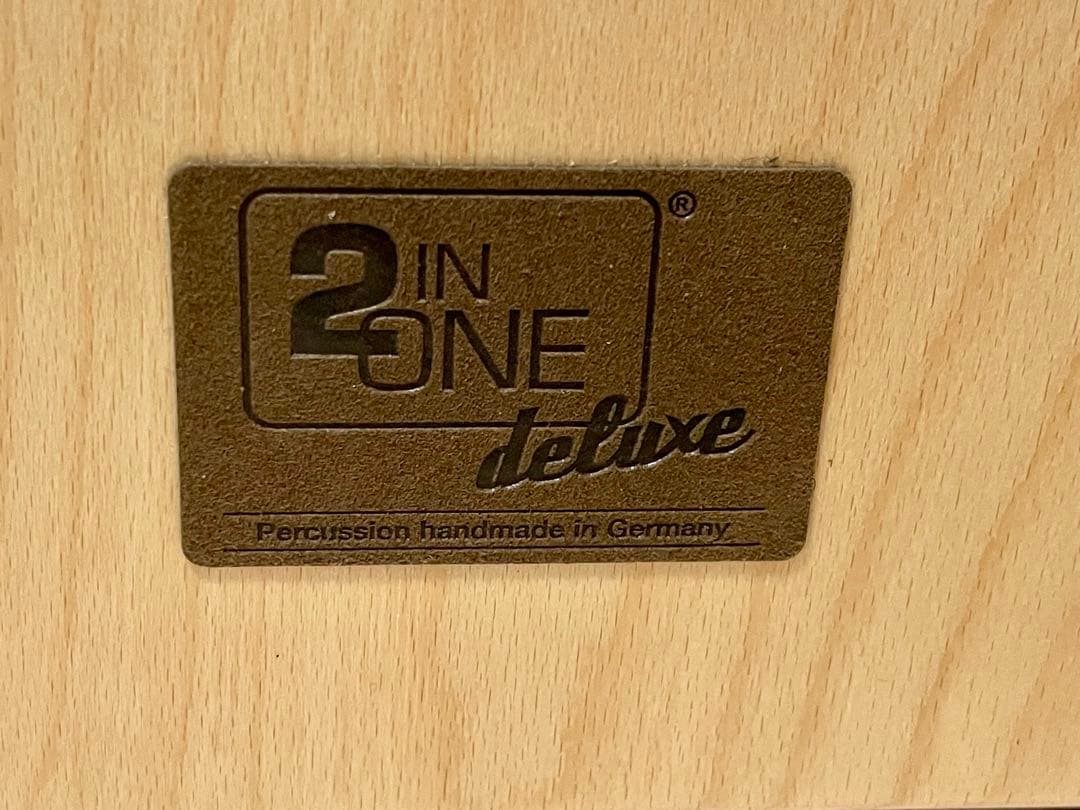 2 IN
ONE ®
deluxe
Percussion handmade in Germany